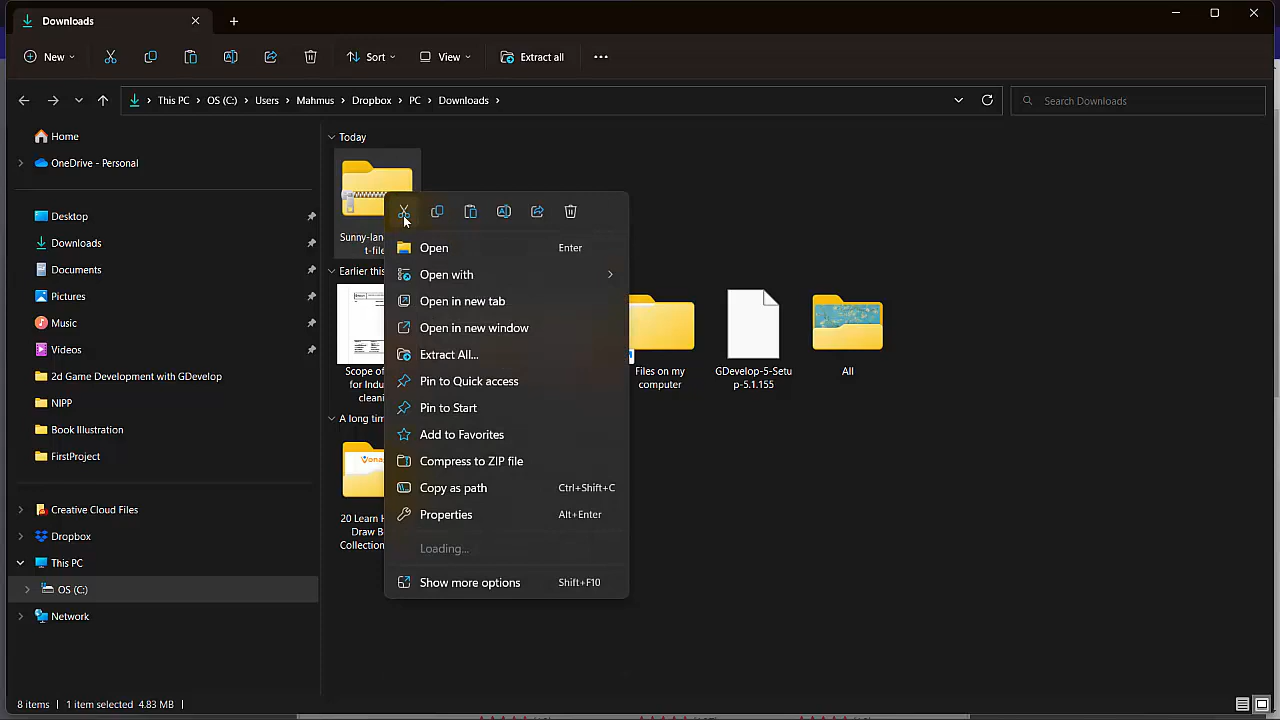 Downloads
New
Sort
View
Extract all
This PC
OS (C:)
Users
Mahmus
Dropbox
PC
Downloads
Search Downloads
Home
OneDrive - Personal
Desktop
Downloads
Documents
Pictures
Music
Videos
2d Game Development with GDevelop
NIPP
Book Illustration
FirstProject
Creative Cloud Files
Dropbox
This PC
OS (C:)
Network
Today
Sunny-lan
t-file
Earlier this
Scope of
for Indu
cleani
Files on my
computer
GDevelop-5-Setu
p-5.1.155
All
A long tim
20 Learn H
Draw B
Collection
Open Enter
Open with
Open in new tab
Open in new window
Extract All...
Pin to Quick access
Pin to Start
Add to Favorites
Compress to ZIP file
Copy as path Ctrl+Shift+C
Properties Alt+Enter
Loading...
Show more options Shift+F10
8 items 1 item selected 4.83 MB